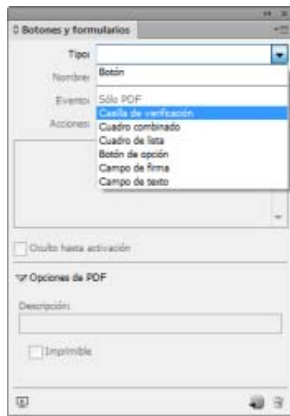 Botones y formularios
Tipo:
Nombre:
Botón
Evento:
Sólo PDF
Casilla de verificación
Acciones:
Cuadro combinado
Cuadro de lista
Botón de opción
Campo de firma
Campo de texto
Oculto hasta activación
Opciones de PDF
Descripción:
Imprimible